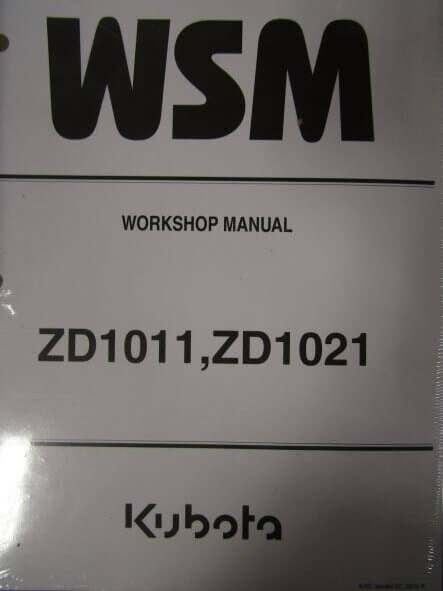 WSM
WORKSHOP MANUAL
ZD1011,ZD1021
Kubota